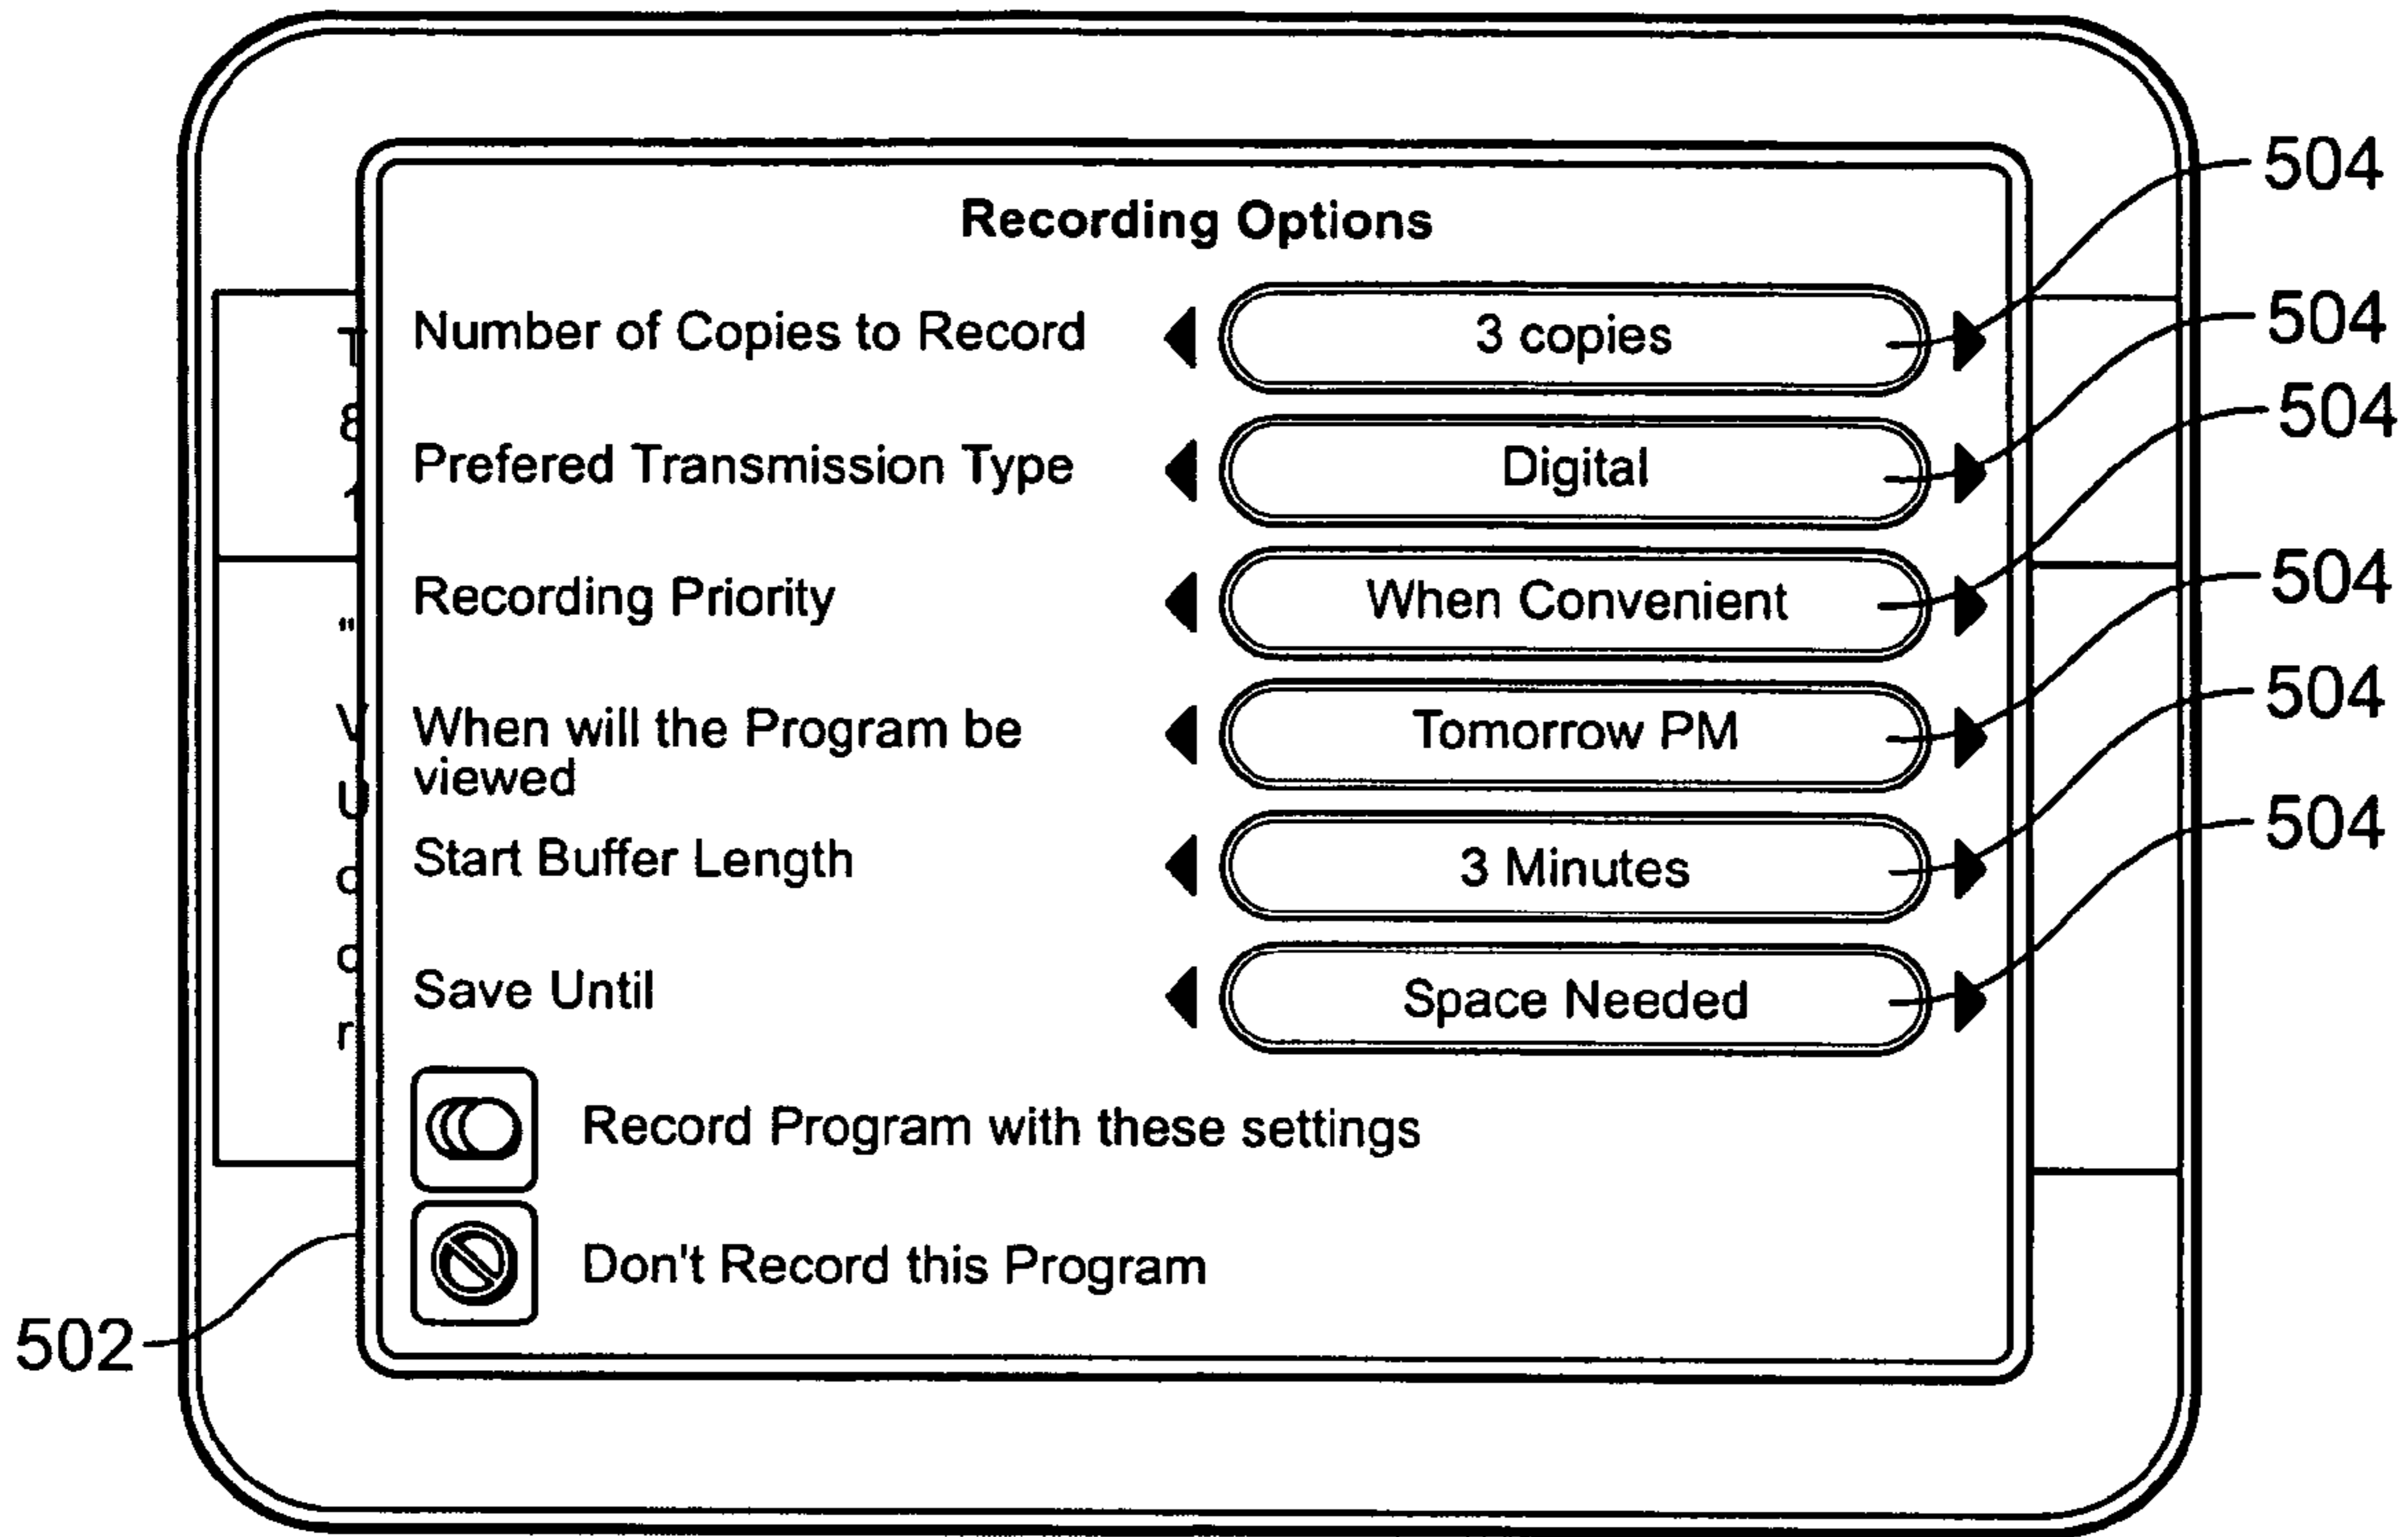 Recording Options
504
Number of Copies to Record 3 copies
504
504
Prefered Transmission Type Digital
Recording Priority When Convenient
504
When will the Program be Tomorrow PM
viewed
504
Start Buffer Length 3 Minutes
504
Save Until Space Needed
Record Program with these settings
Don't Record this Program
502